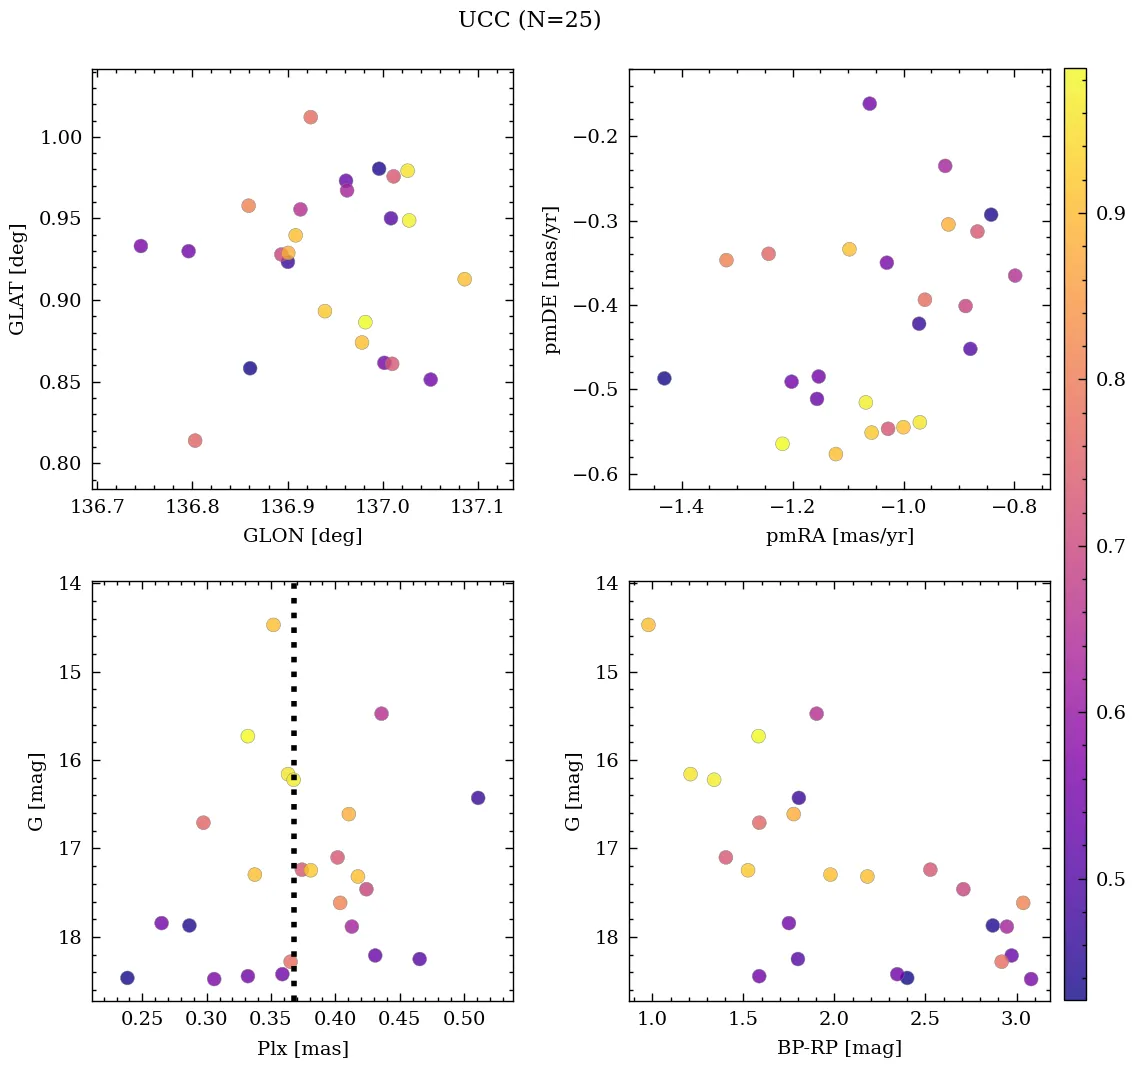 UCC (N=25)
1.00
0.95
0.90
0.85
0.80
GLAT [deg]
136.7 136.8 136.9 137.0 137.1
GLON [deg]
−0.2
−0.3
−0.4
−0.5
−0.6
pmDE [mas/yr]
−1.4 −1.2 −1.0 −0.8
pmRA [mas/yr]
14
15
16
17
18
G [mag]
0.25 0.30 0.35 0.40 0.45 0.50
Plx [mas]
14
15
16
17
18
G [mag]
1.0 1.5 2.0 2.5 3.0
BP-RP [mag]
0.9
0.8
0.7
0.6
0.5